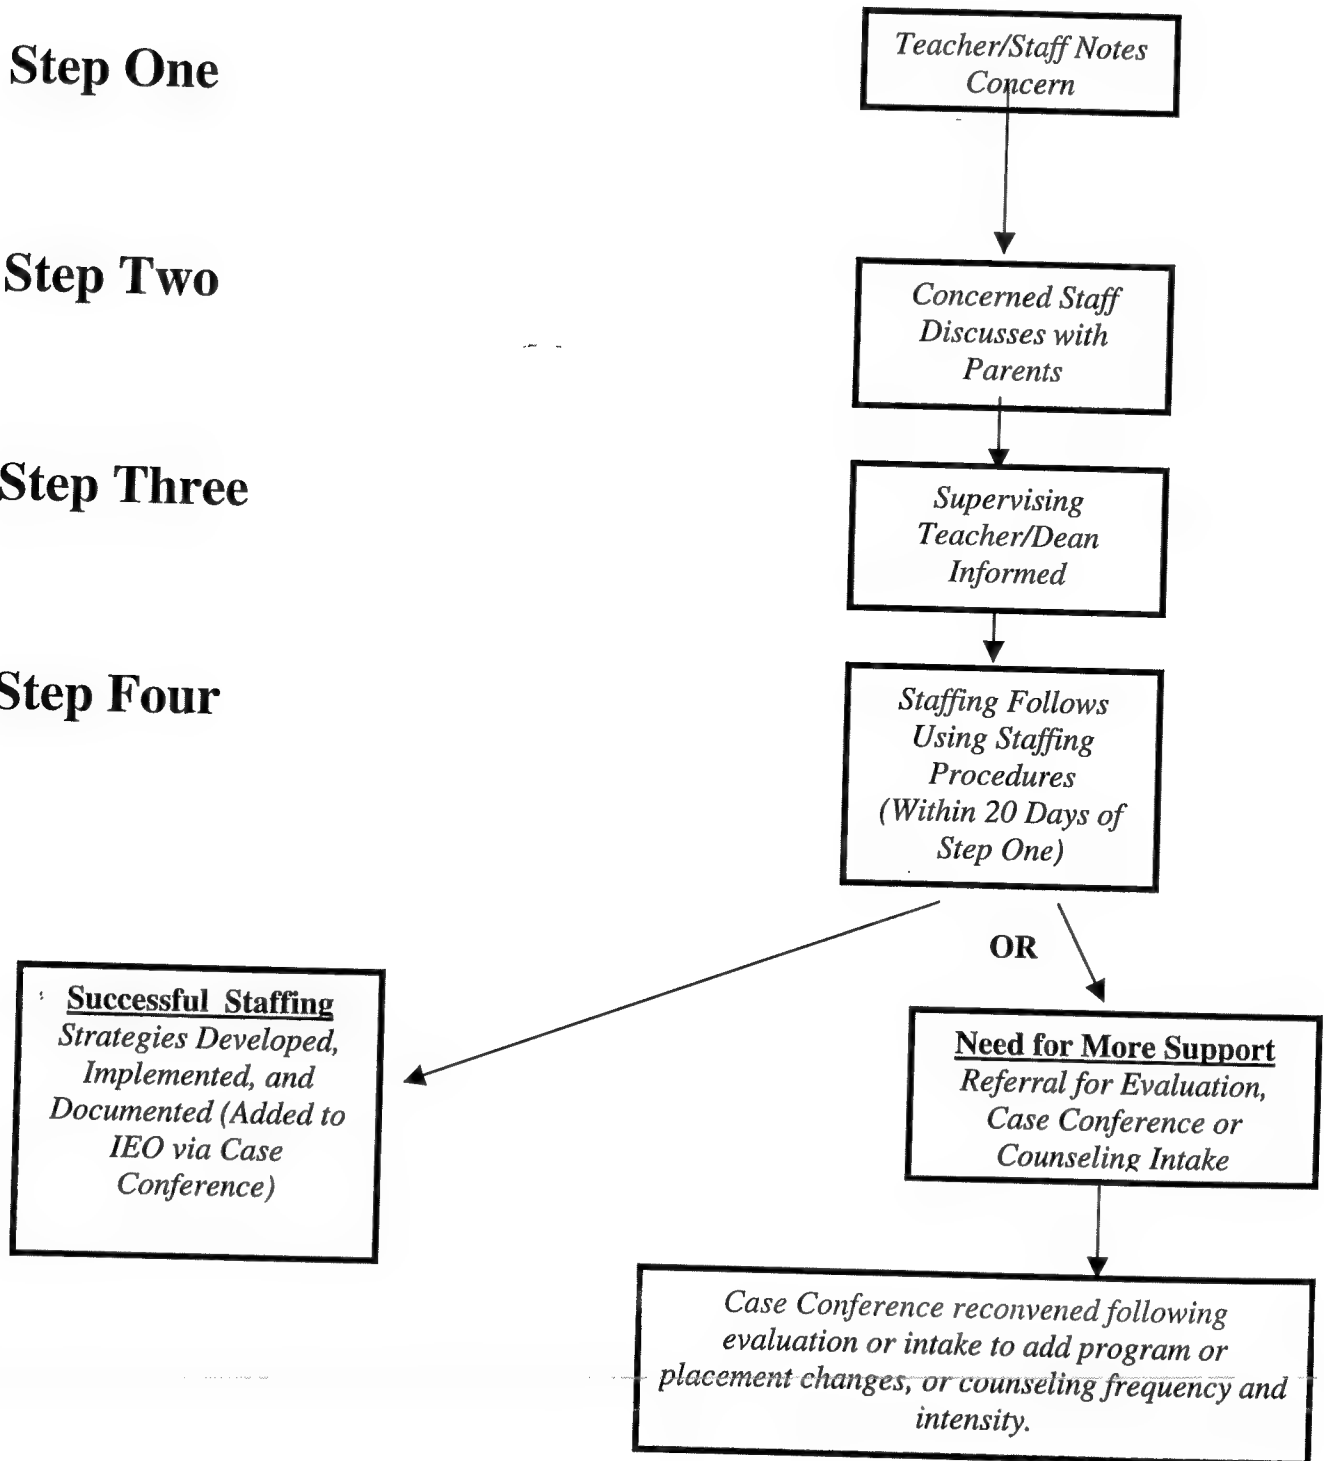 Step One
Teacher/Staff Notes
Concern
Step Two
Concerned Staff
Discusses with
Parents
Step Three
Supervising
Teacher/Dean
Informed
Step Four
Staffing Follows
Using Staffing
Procedures
(Within 20 Days of
Step One)
OR
Successful Staffing
Strategies Developed,
Implemented, and
Documented (Added to
IEO via Case
Conference)
Need for More Support
Referral for Evaluation,
Case Conference or
Counseling Intake
Case Conference reconvened following
evaluation or intake to add program or
placement changes, or counseling frequency and
intensity.